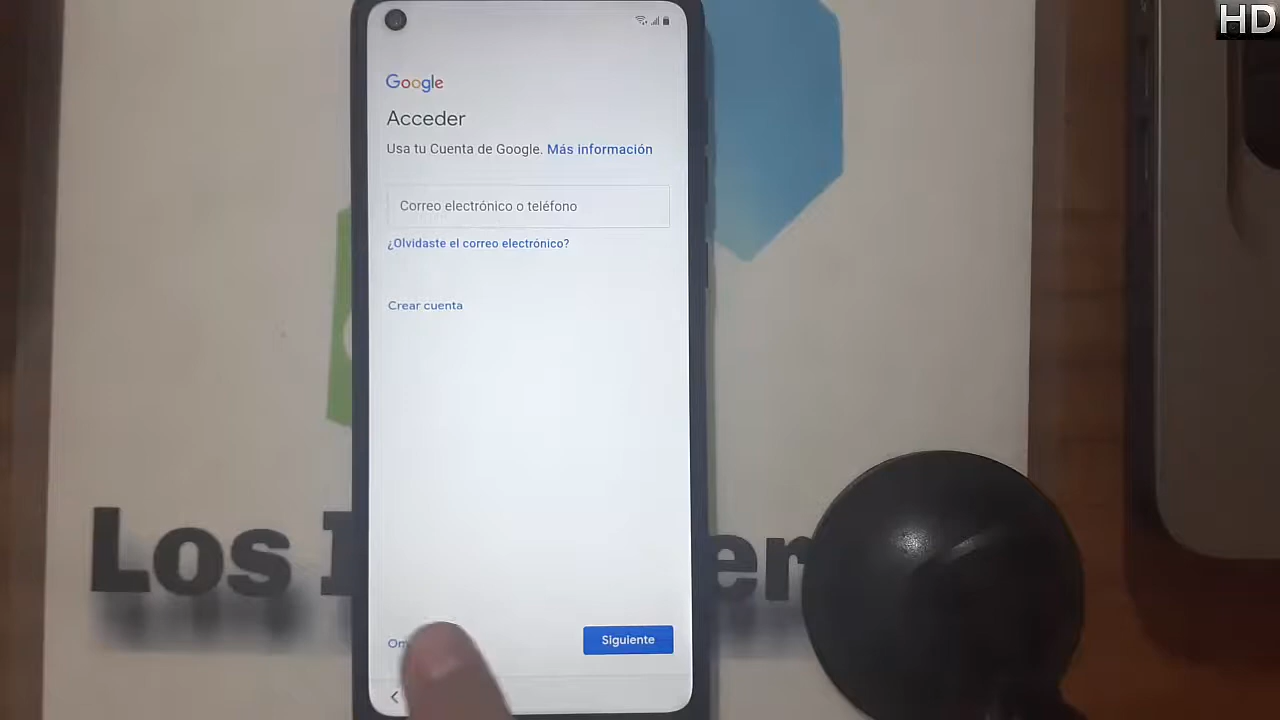 HD
Google
Acceder
Usa tu Cuenta de Google. Más información
Correo electrónico o teléfono
¿Olvidaste el correo electrónico?
Crear cuenta
Los
Siguiente